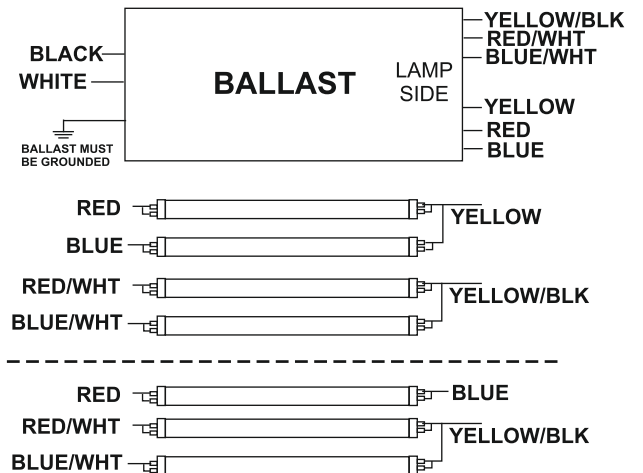 YELLOW/BLK
RED/WHT
BLUE/WHT
BLACK
WHITE
BALLAST
LAMP
SIDE
YELLOW
RED
BLUE
BALLAST MUST
BE GROUNDED
RED
YELLOW
BLUE
RED/WHT
YELLOW/BLK
BLUE/WHT
RED
BLUE
RED/WHT
YELLOW/BLK
BLUE/WHT